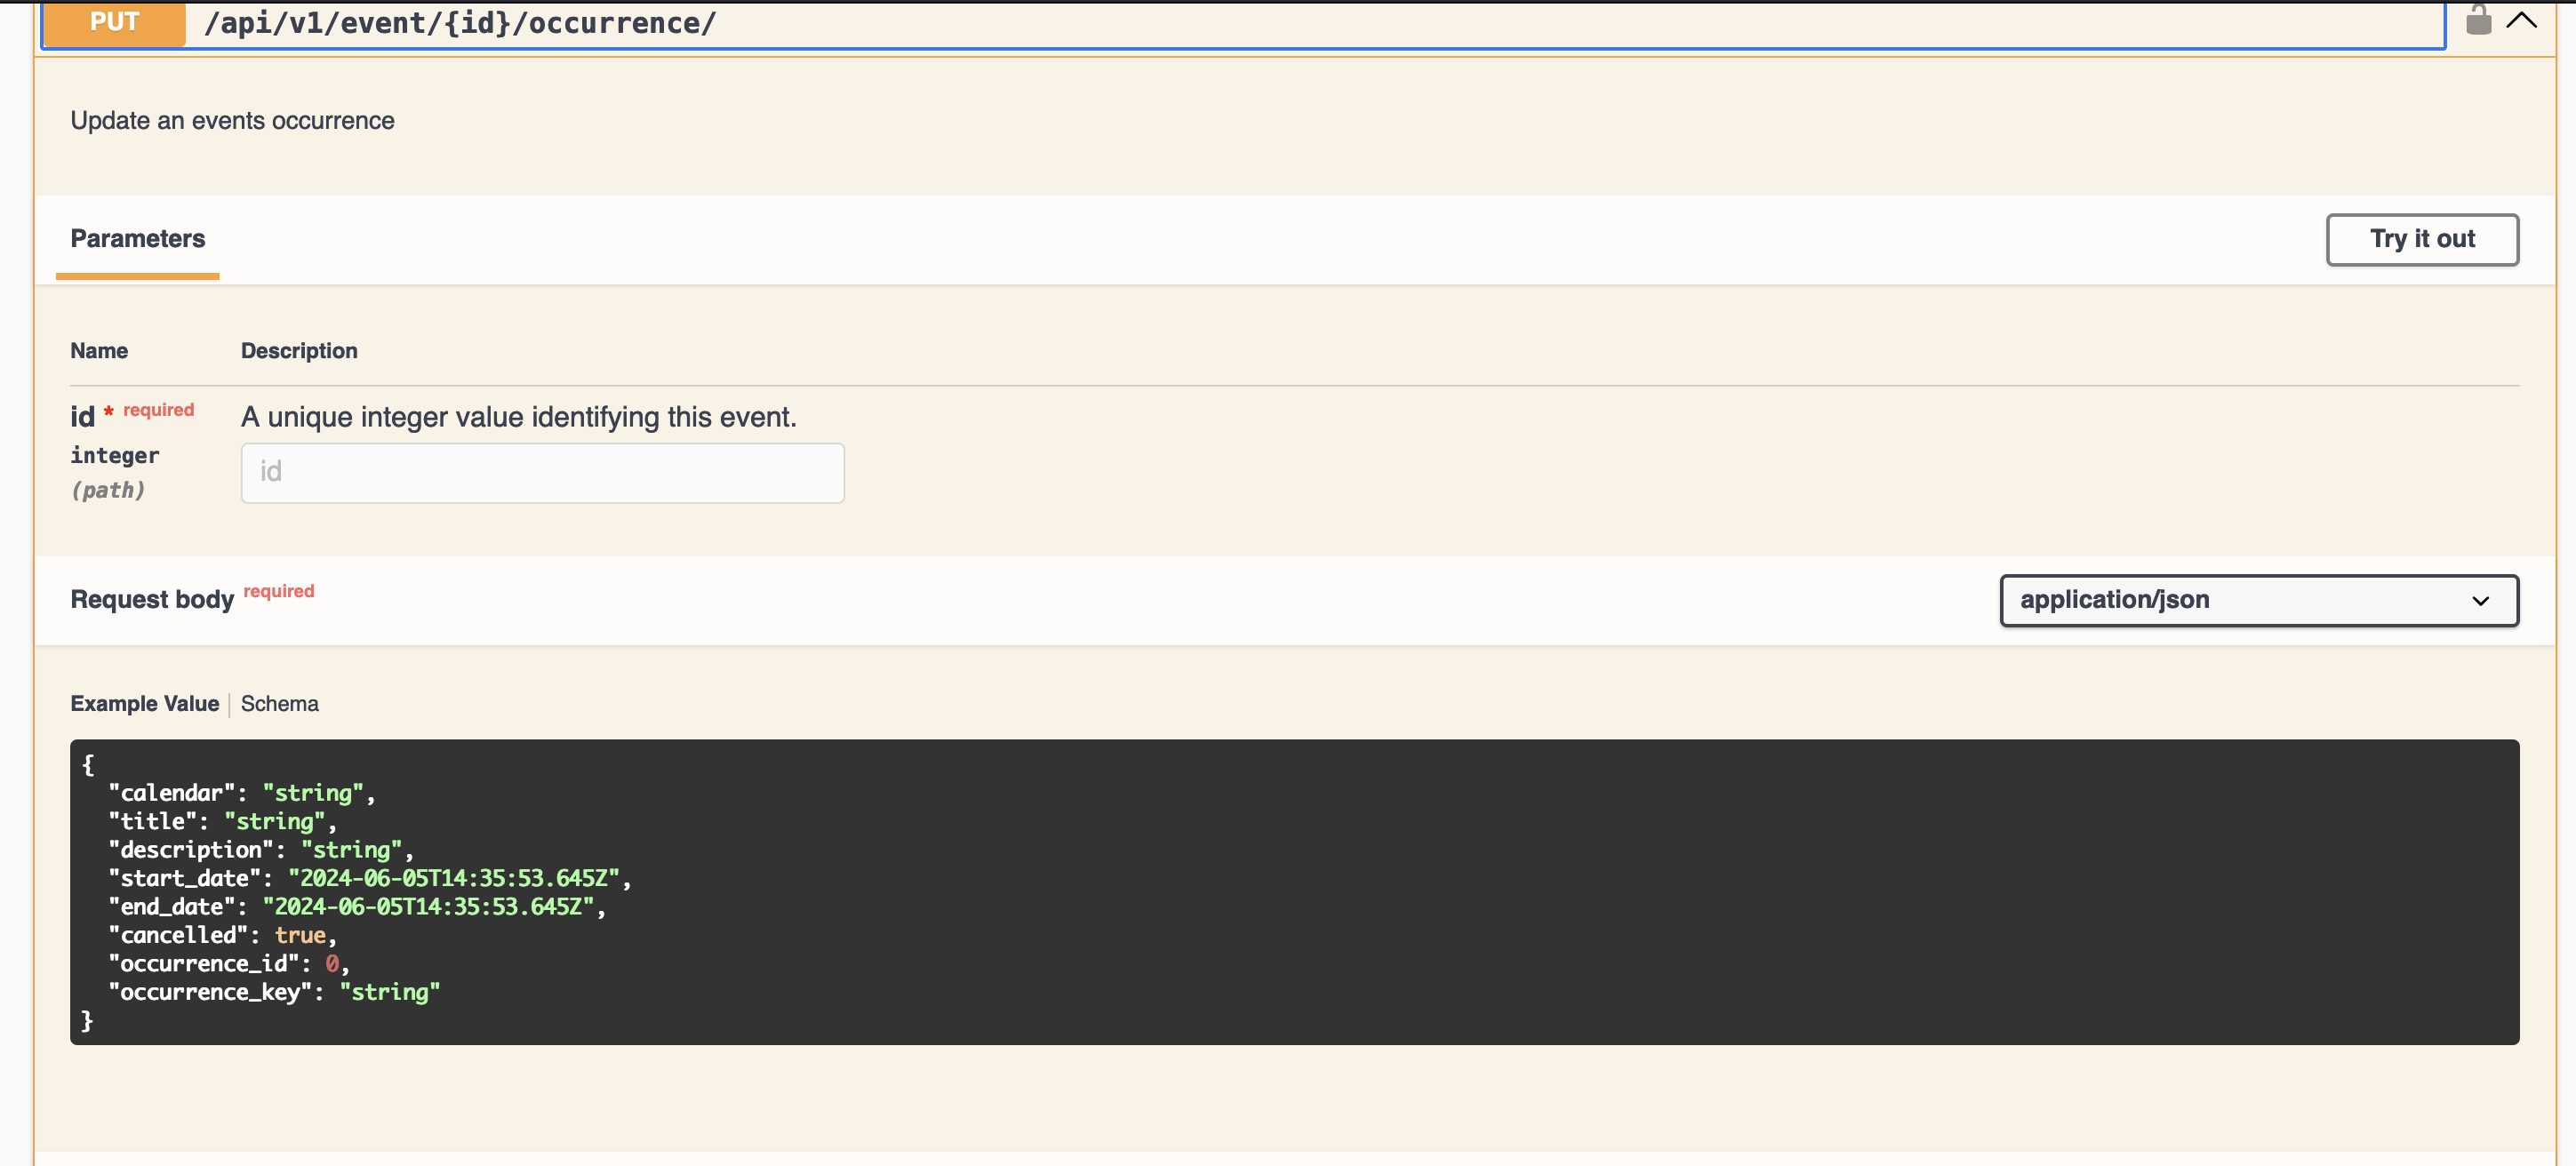 PUT /api/v1/event/{id}/occurrence/
Update an events occurrence
Parameters
Try it out
Name Description
id * required A unique integer value identifying this event.
integer
id
(path)
Request body required
application/json
Example Value Schema
{
"calendar": "string",
"title": "string",
"description": "string",
"start_date": "2024-06-05T14:35:53.645Z",
"end_date": "2024-06-05T14:35:53.645Z",
"cancelled": true,
"occurrence_id": 0,
"occurrence_key": "string"
}